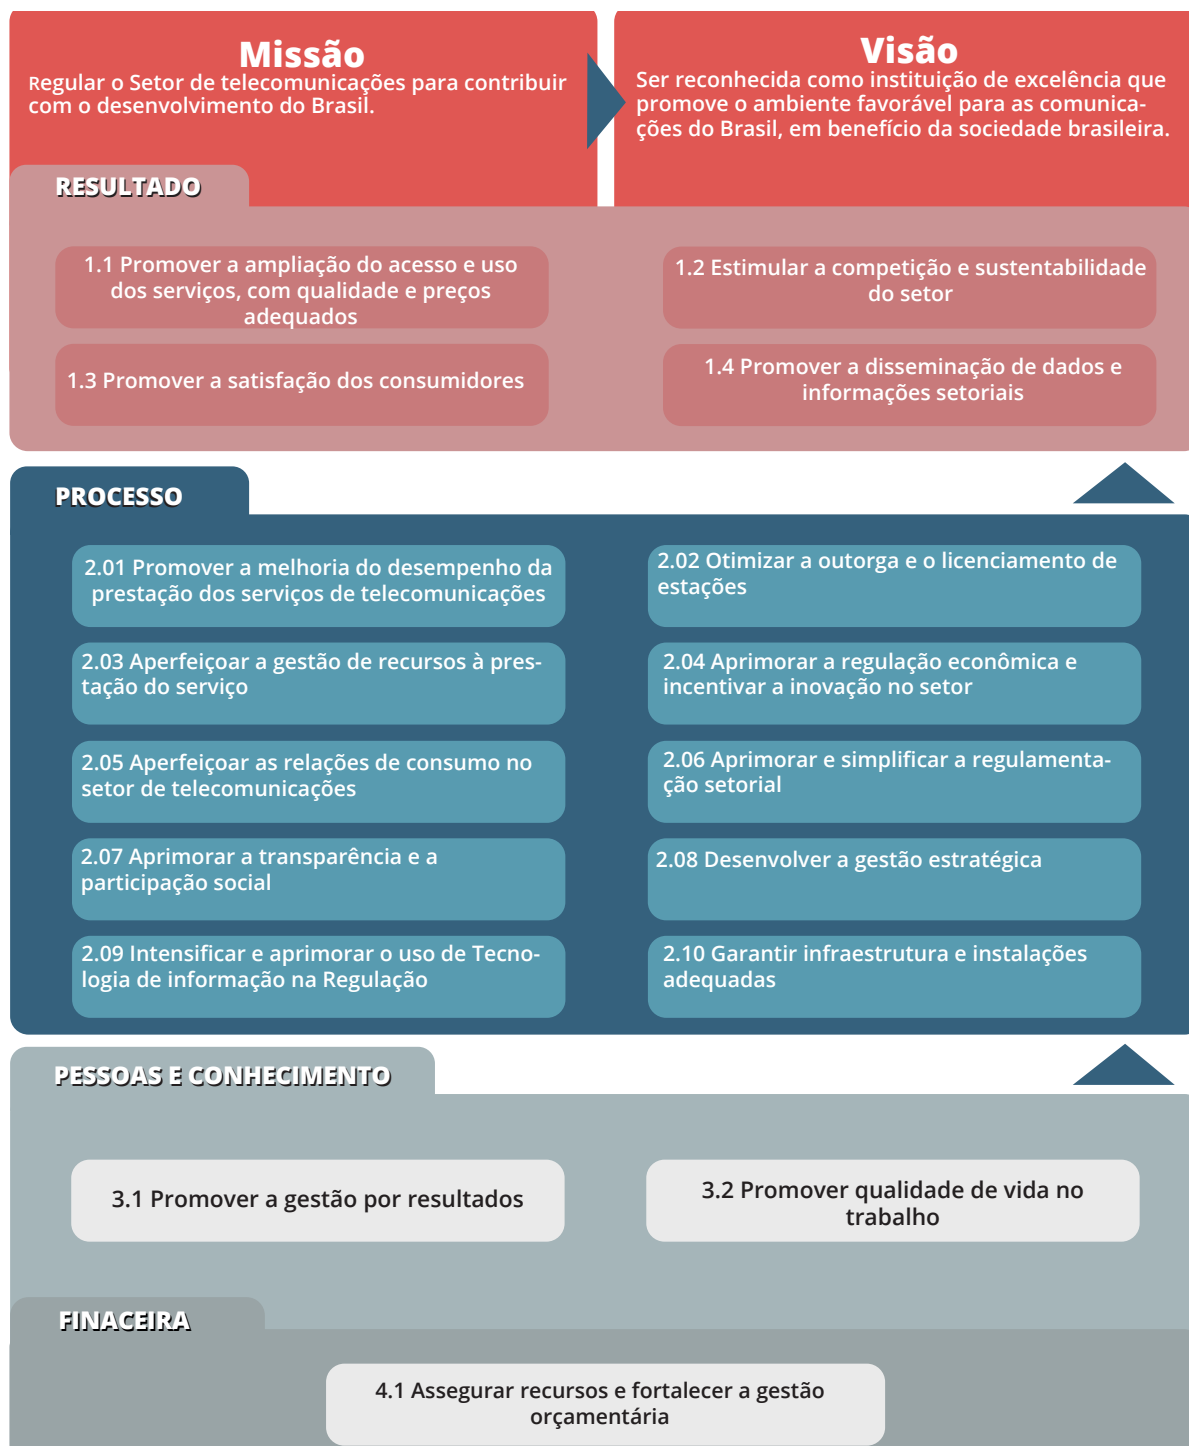 Missão
Regular o Setor de telecomunicações para contribuir
com o desenvolvimento do Brasil.
Visão
Ser reconhecida como instituição de excelência que
promove o ambiente favorável para as comunica-
ções do Brasil, em benefício da sociedade brasileira.
RESULTADO
1.1 Promover a ampliação do acesso e uso
dos serviços, com qualidade e preços
adequados
1.2 Estimular a competição e sustentabilidade
do setor
1.3 Promover a satisfação dos consumidores
1.4 Promover a disseminação de dados e
informações setoriais
PROCESSO
2.01 Promover a melhoria do desempenho da
prestação dos serviços de telecomunicações
2.02 Otimizar a outorga e o licenciamento de
estações
2.03 Aperfeiçoar a gestão de recursos à pres-
tação do serviço
2.04 Aprimorar a regulação econômica e
incentivar a inovação no setor
2.05 Aperfeiçoar as relações de consumo no
setor de telecomunicações
2.06 Aprimorar e simplificar a regulamenta-
ção setorial
2.07 Aprimorar a transparência e a
participação social
2.08 Desenvolver a gestão estratégica
2.09 Intensificar e aprimorar o uso de Tecno-
logia de informação na Regulação
2.10 Garantir infraestrutura e instalações
adequadas
PESSOAS E CONHECIMENTO
3.1 Promover a gestão por resultados
3.2 Promover qualidade de vida no
trabalho
FINACEIRA
4.1 Assegurar recursos e fortalecer a gestão
orçamentária